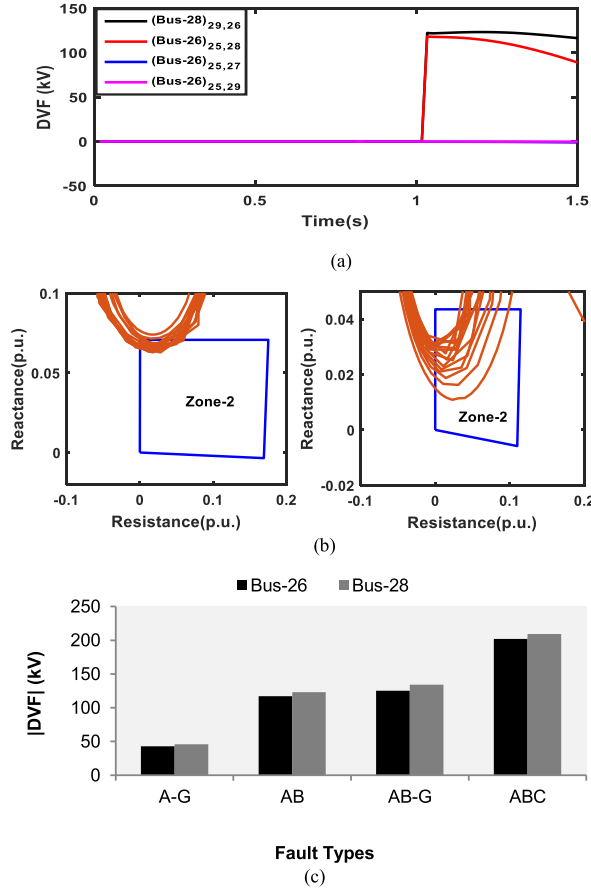 150
100
50
0
-50
DVF (kV)
(Bus-28)29,26
(Bus-26)25,28
(Bus-26)25,27
(Bus-26)25,29
0
0.5
1
1.5
Time(s)
(a)
0.1
0.05
0
Reactance(p.u.)
Zone-2
-0.1
0
0.1
0.2
Resistance(p.u.)
0.04
0.02
0
-0.02
Reactance(p.u.)
Zone-2
-0.1
0
0.1
0.2
Resistance(p.u.)
(b)
Bus-26 Bus-28
250
200
150
100
50
0
|DVF| (kV)
A-G AB AB-G ABC
Fault Types
(c)